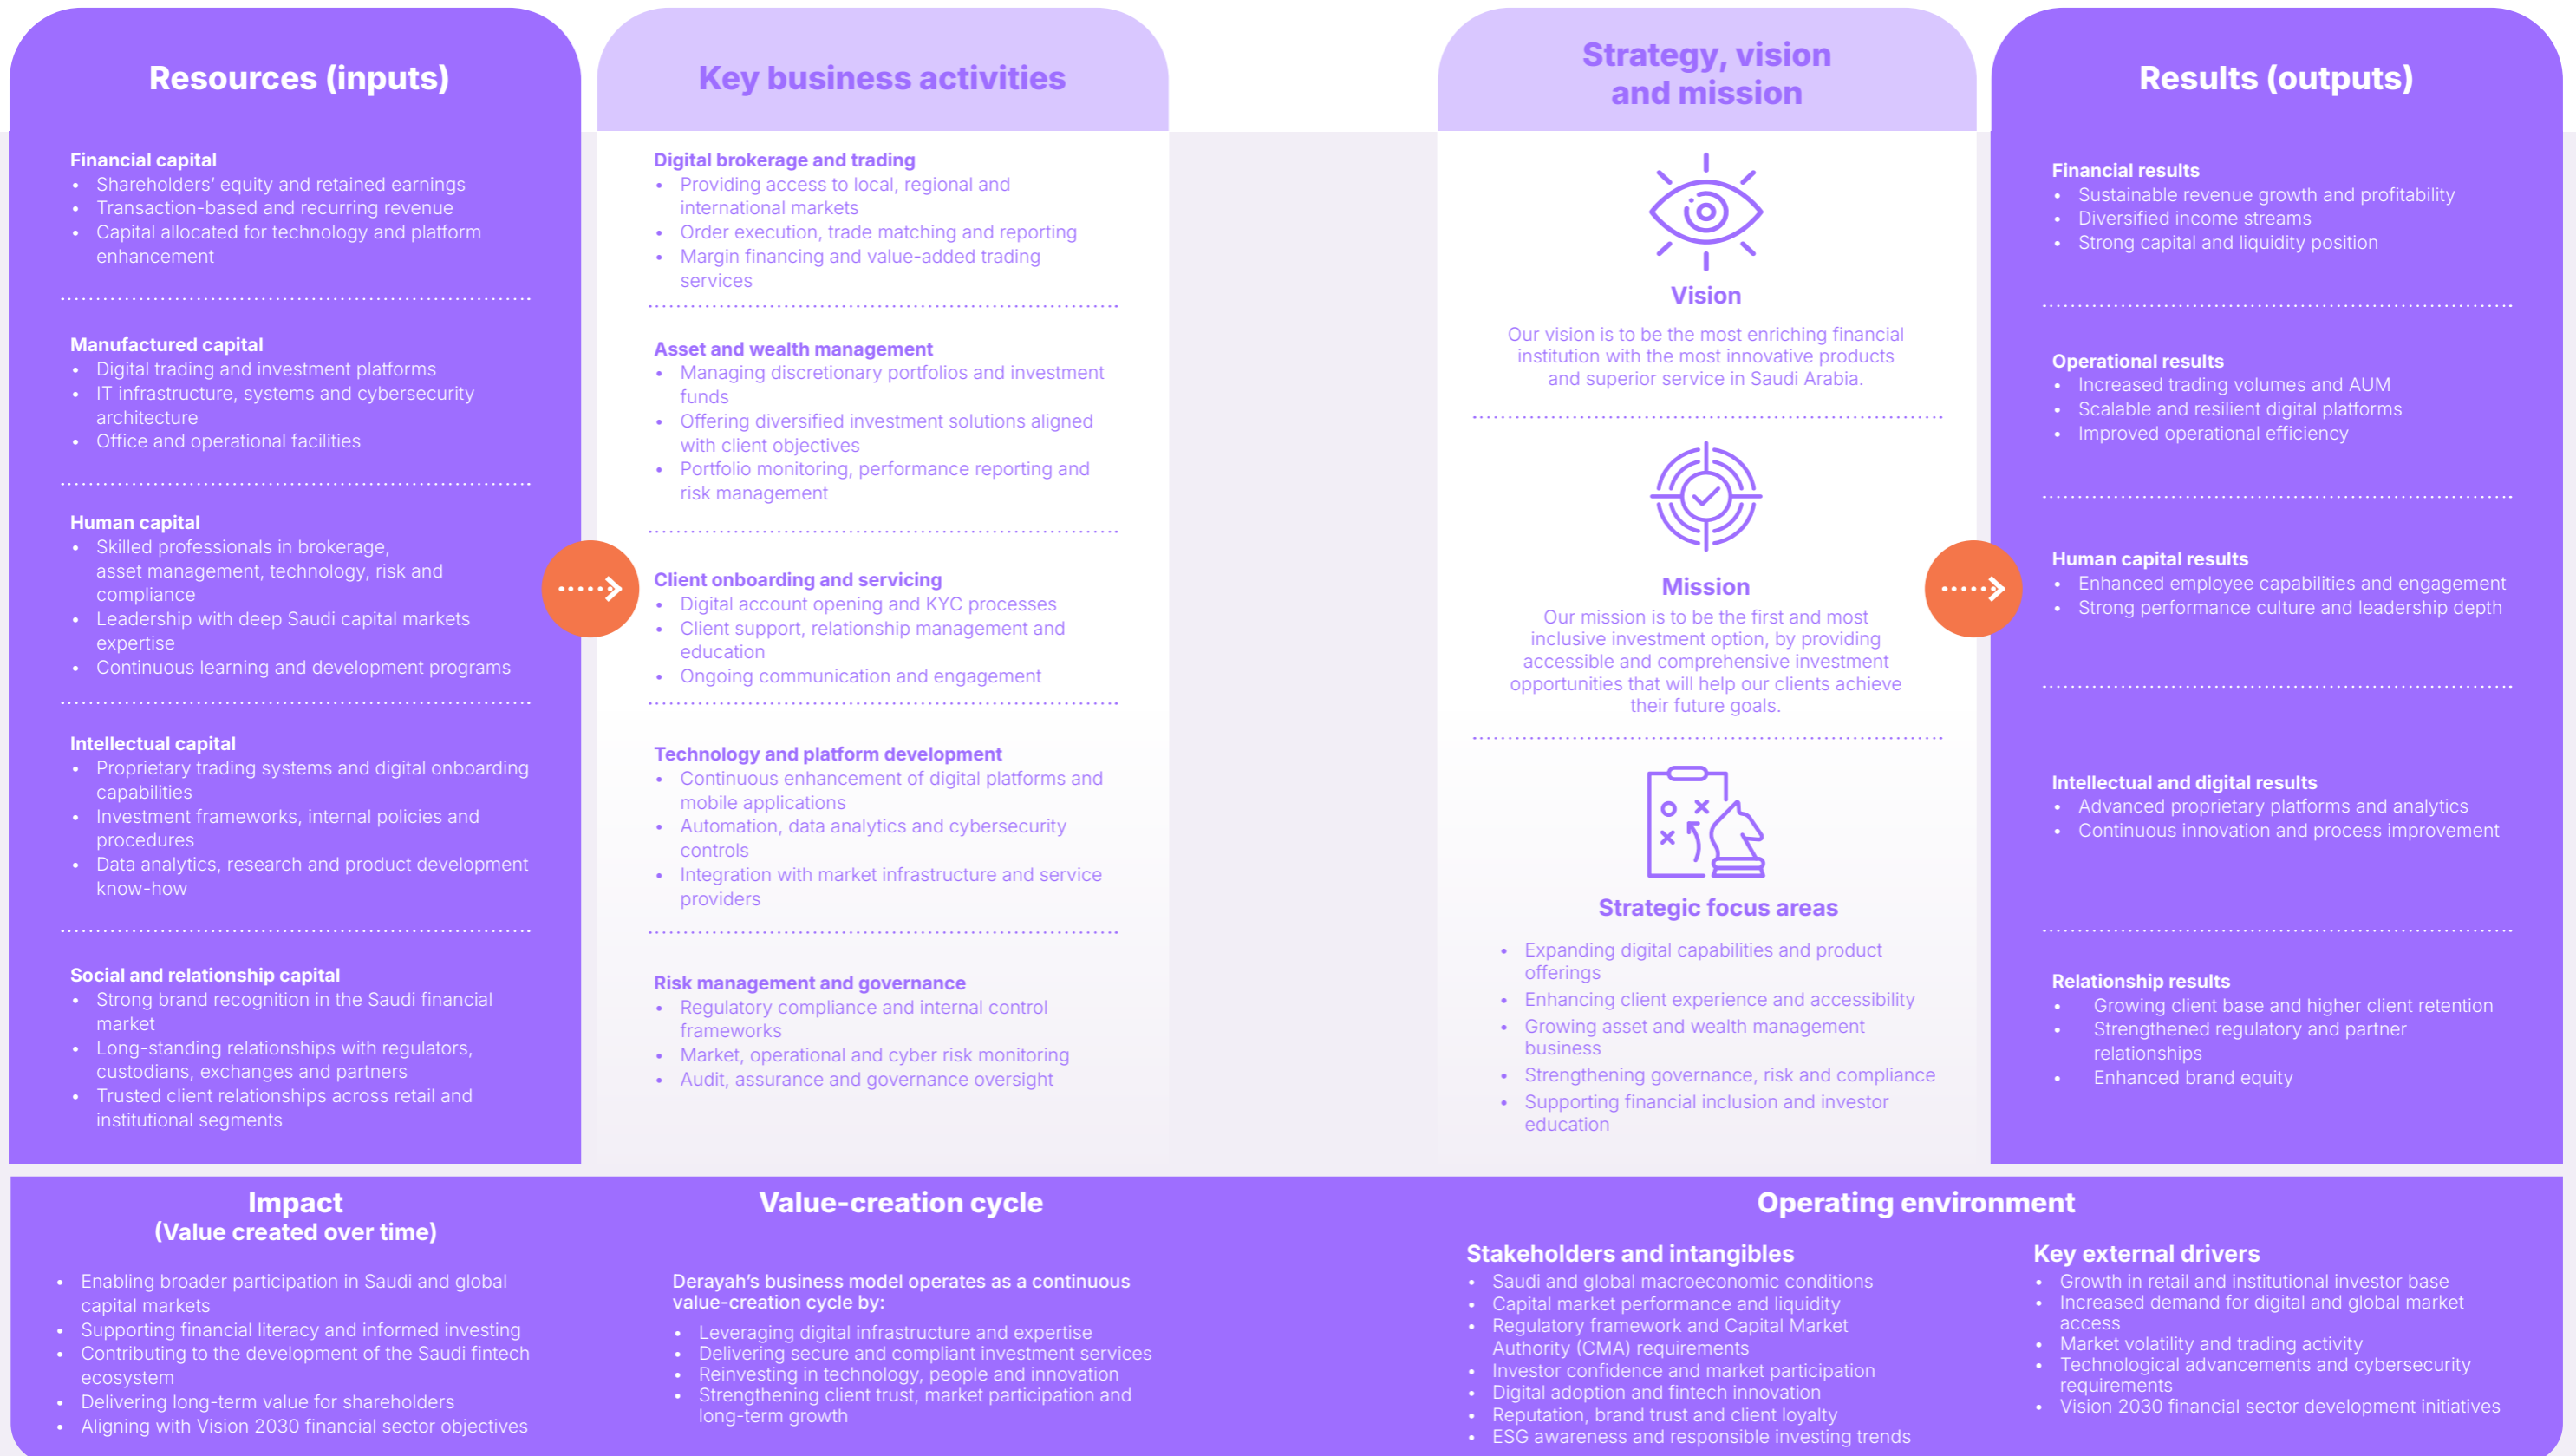 Resources (inputs)
Financial capital
• Shareholders’ equity and retained earnings
• Transaction-based and recurring revenue
• Capital allocated for technology and platform
enhancement
Manufactured capital
• Digital trading and investment platforms
• IT infrastructure, systems and cybersecurity
architecture
• Office and operational facilities
Human capital
• Skilled professionals in brokerage,
asset management, technology, risk and
compliance
• Leadership with deep Saudi capital markets
expertise
• Continuous learning and development programs
Intellectual capital
• Proprietary trading systems and digital onboarding
capabilities
• Investment frameworks, internal policies and
procedures
• Data analytics, research and product development
know-how
Social and relationship capital
• Strong brand recognition in the Saudi financial
market
• Long-standing relationships with regulators,
custodians, exchanges and partners
• Trusted client relationships across retail and
institutional segments
Key business activities
Digital brokerage and trading
• Providing access to local, regional and
international markets
• Order execution, trade matching and reporting
• Margin financing and value-added trading
services
Asset and wealth management
• Managing discretionary portfolios and investment
funds
• Offering diversified investment solutions aligned
with client objectives
• Portfolio monitoring, performance reporting and
risk management
Client onboarding and servicing
• Digital account opening and KYC processes
• Client support, relationship management and
education
• Ongoing communication and engagement
Technology and platform development
• Continuous enhancement of digital platforms and
mobile applications
• Automation, data analytics and cybersecurity
controls
• Integration with market infrastructure and service
providers
Risk management and governance
• Regulatory compliance and internal control
frameworks
• Market, operational and cyber risk monitoring
• Audit, assurance and governance oversight
Strategy, vision
and mission
Vision
Our vision is to be the most enriching financial
institution with the most innovative products
and superior service in Saudi Arabia.
Mission
Our mission is to be the first and most
inclusive investment option, by providing
accessible and comprehensive investment
opportunities that will help our clients achieve
their future goals.
Strategic focus areas
• Expanding digital capabilities and product
offerings
• Enhancing client experience and accessibility
• Growing asset and wealth management
business
• Strengthening governance, risk and compliance
• Supporting financial inclusion and investor
education
Results (outputs)
Financial results
• Sustainable revenue growth and profitability
• Diversified income streams
• Strong capital and liquidity position
Operational results
• Increased trading volumes and AUM
• Scalable and resilient digital platforms
• Improved operational efficiency
Human capital results
• Enhanced employee capabilities and engagement
• Strong performance culture and leadership depth
Intellectual and digital results
• Advanced proprietary platforms and analytics
• Continuous innovation and process improvement
Relationship results
• Growing client base and higher client retention
• Strengthened regulatory and partner
relationships
• Enhanced brand equity
Impact
(Value created over time)
• Enabling broader participation in Saudi and global
capital markets
• Supporting financial literacy and informed investing
• Contributing to the development of the Saudi fintech
ecosystem
• Delivering long-term value for shareholders
• Aligning with Vision 2030 financial sector objectives
Value-creation cycle
Derayah’s business model operates as a continuous
value-creation cycle by:
• Leveraging digital infrastructure and expertise
• Delivering secure and compliant investment services
• Reinvesting in technology, people and innovation
• Strengthening client trust, market participation and
long-term growth
Operating environment
Stakeholders and intangibles
• Saudi and global macroeconomic conditions
• Capital market performance and liquidity
• Regulatory framework and Capital Market
Authority (CMA) requirements
• Investor confidence and market participation
• Digital adoption and fintech innovation
• Reputation, brand trust and client loyalty
• ESG awareness and responsible investing trends
Key external drivers
• Growth in retail and institutional investor base
• Increased demand for digital and global market
access
• Market volatility and trading activity
• Technological advancements and cybersecurity
requirements
• Vision 2030 financial sector development initiatives